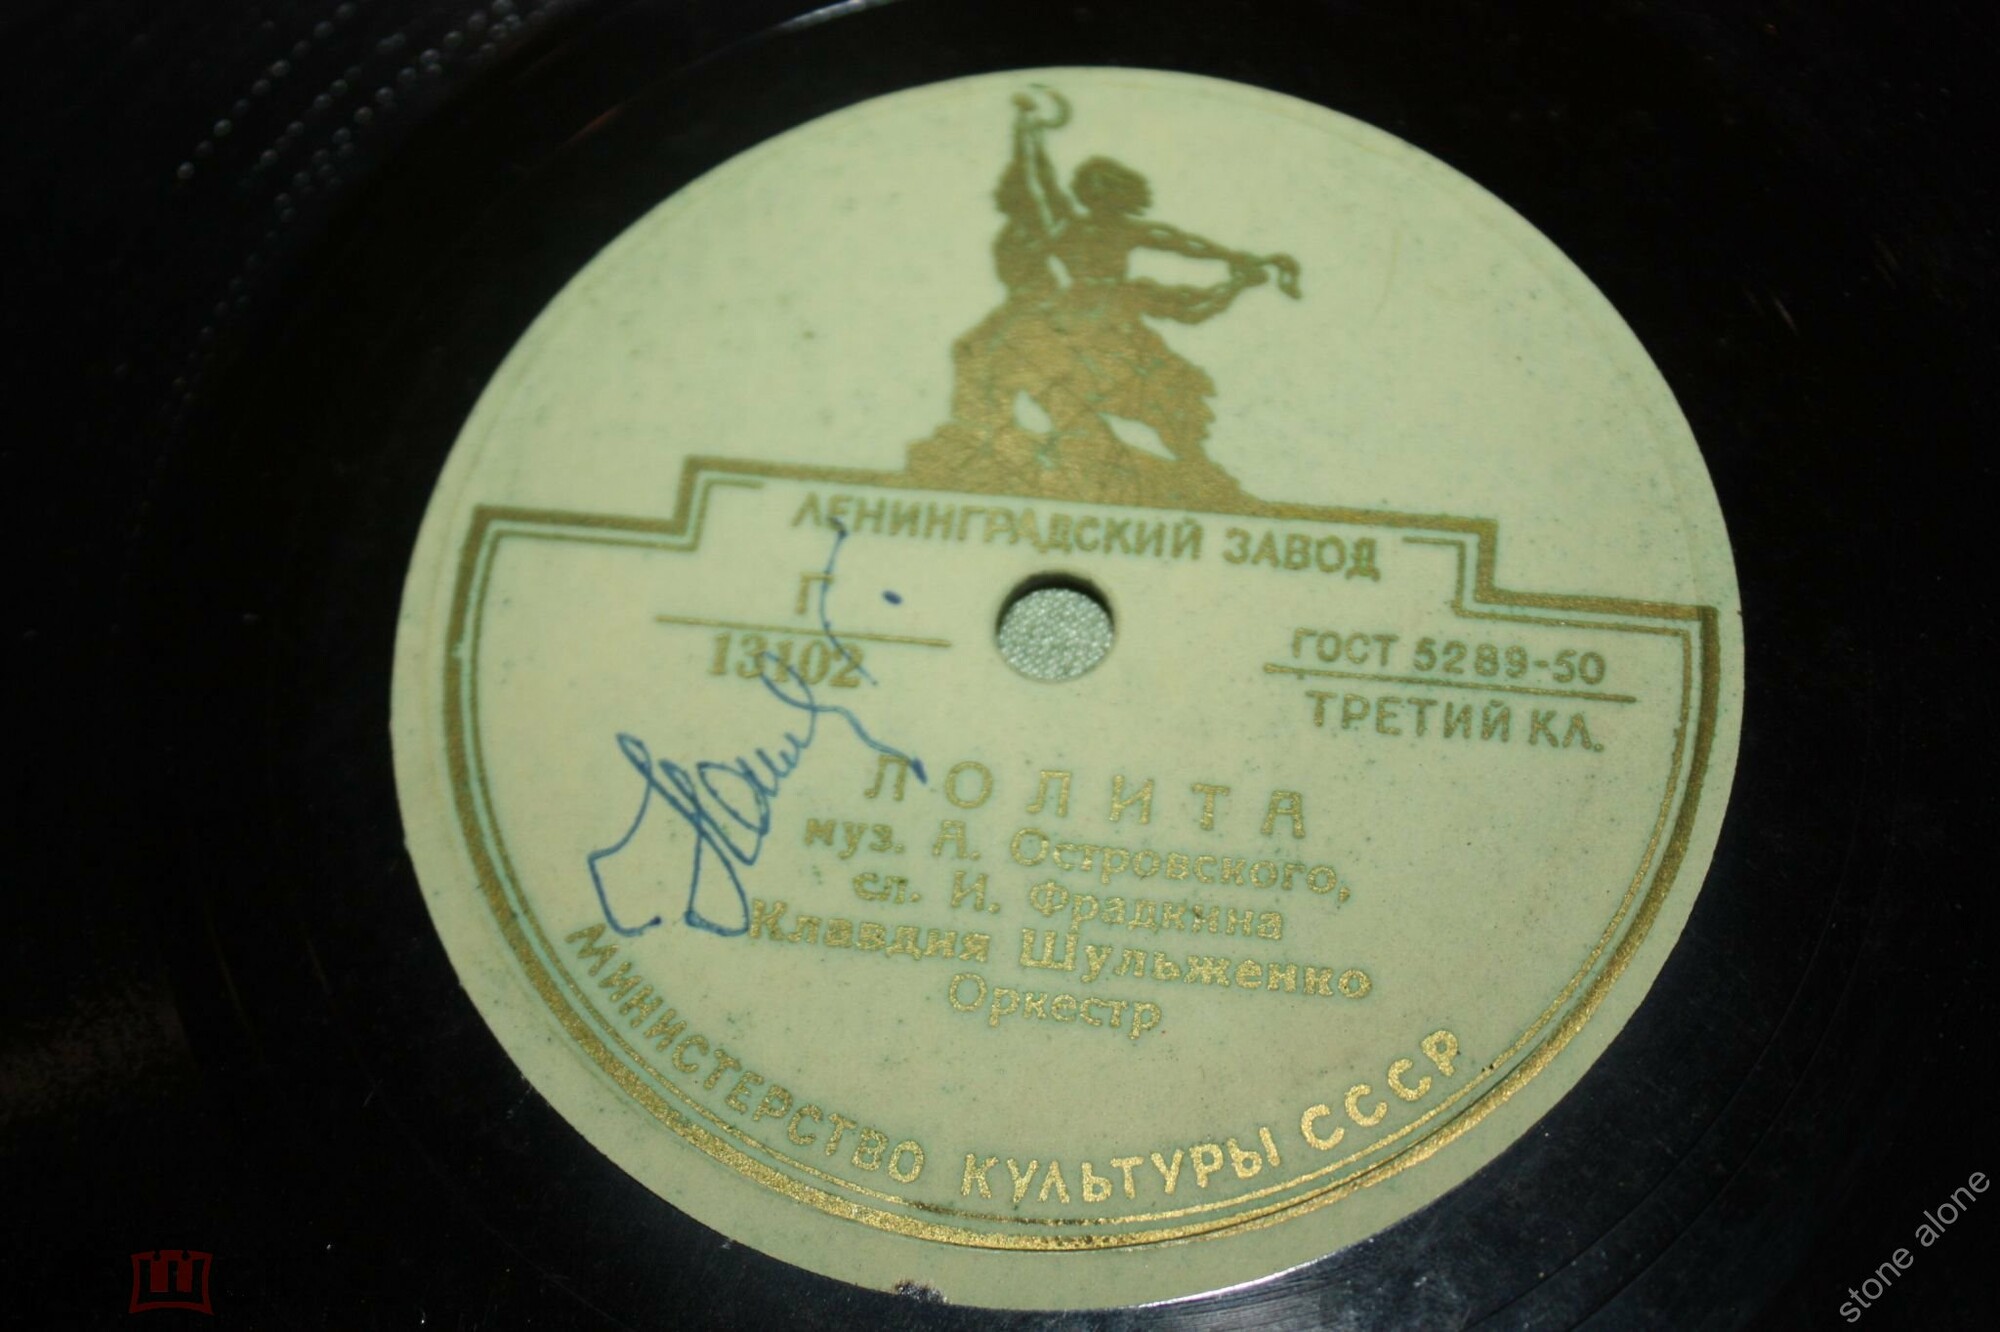 ЛЕНИНГРАДСКИЙ ЗАВОД
Г
13102
ГОСТ 5289-50
ТРЕТИЙ КЛ.
ЛОЛИТА
муз. А. Островского,
сл. И. Фрадкина
Клавдия Шульженко
Оркестр
МИНИСТЕРСТВО КУЛЬТУРЫ СССР
stone alone